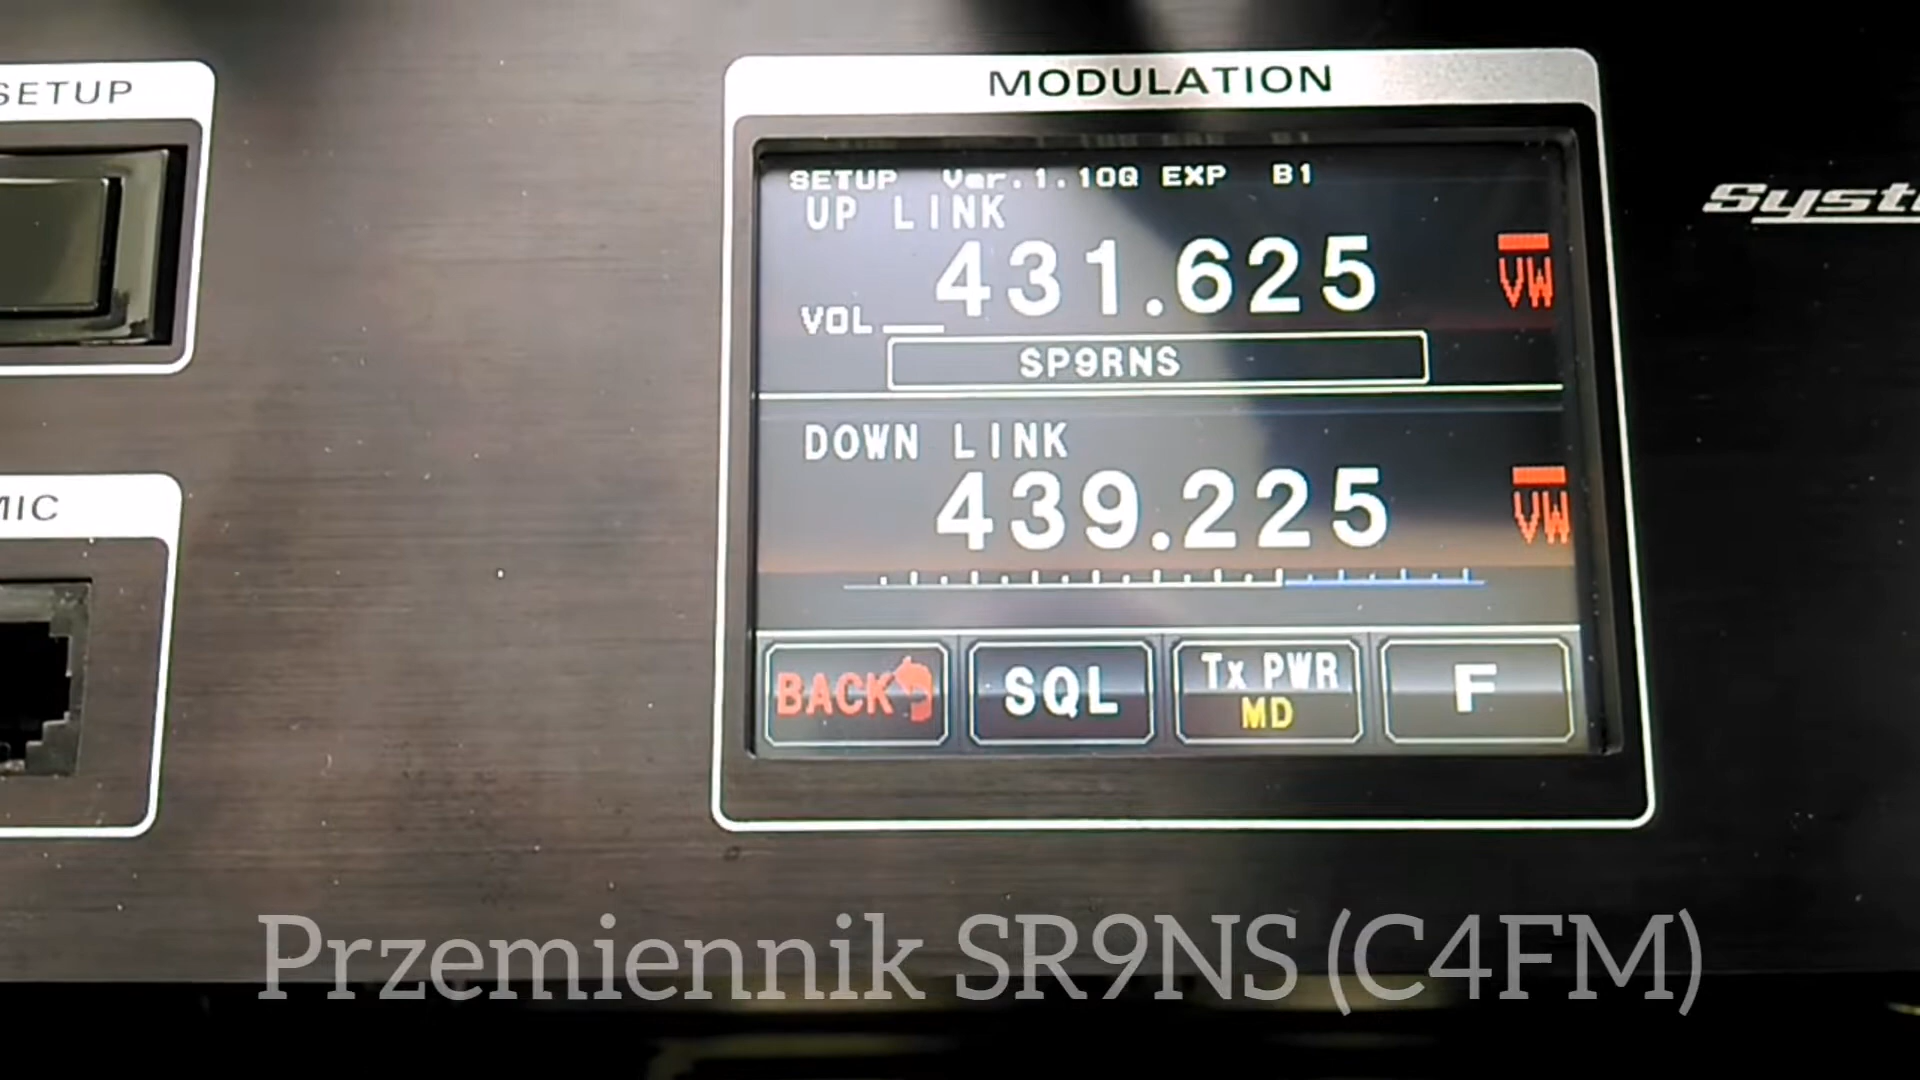 SETUP
MODULATION
SETUP Ver.1.10Q EXP B1
UP LINK
431.625
VW
VOL
SP9RNS
DOWN LINK
439.225
VW
BACK
SQL
Tx PWR
MD
F
MIC
Syst
Przemiennik SR9NS (C4FM)